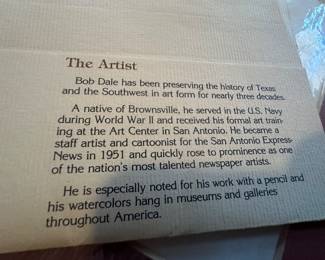 The Artist
Bob Dale has been preserving the history of Texas
and the Southwest in art form for nearly three decades.
A native of Brownsville, he served in the U.S. Navy
during World War II and received his formal art train-
ing at the Art Center in San Antonio. He became a
staff artist and cartoonist for the San Antonio Express-
News in 1951 and quickly rose to prominence as one
of the nation's most talented newspaper artists.
He is especially noted for his work with a pencil and
his watercolors hang in museums and galleries
throughout America.